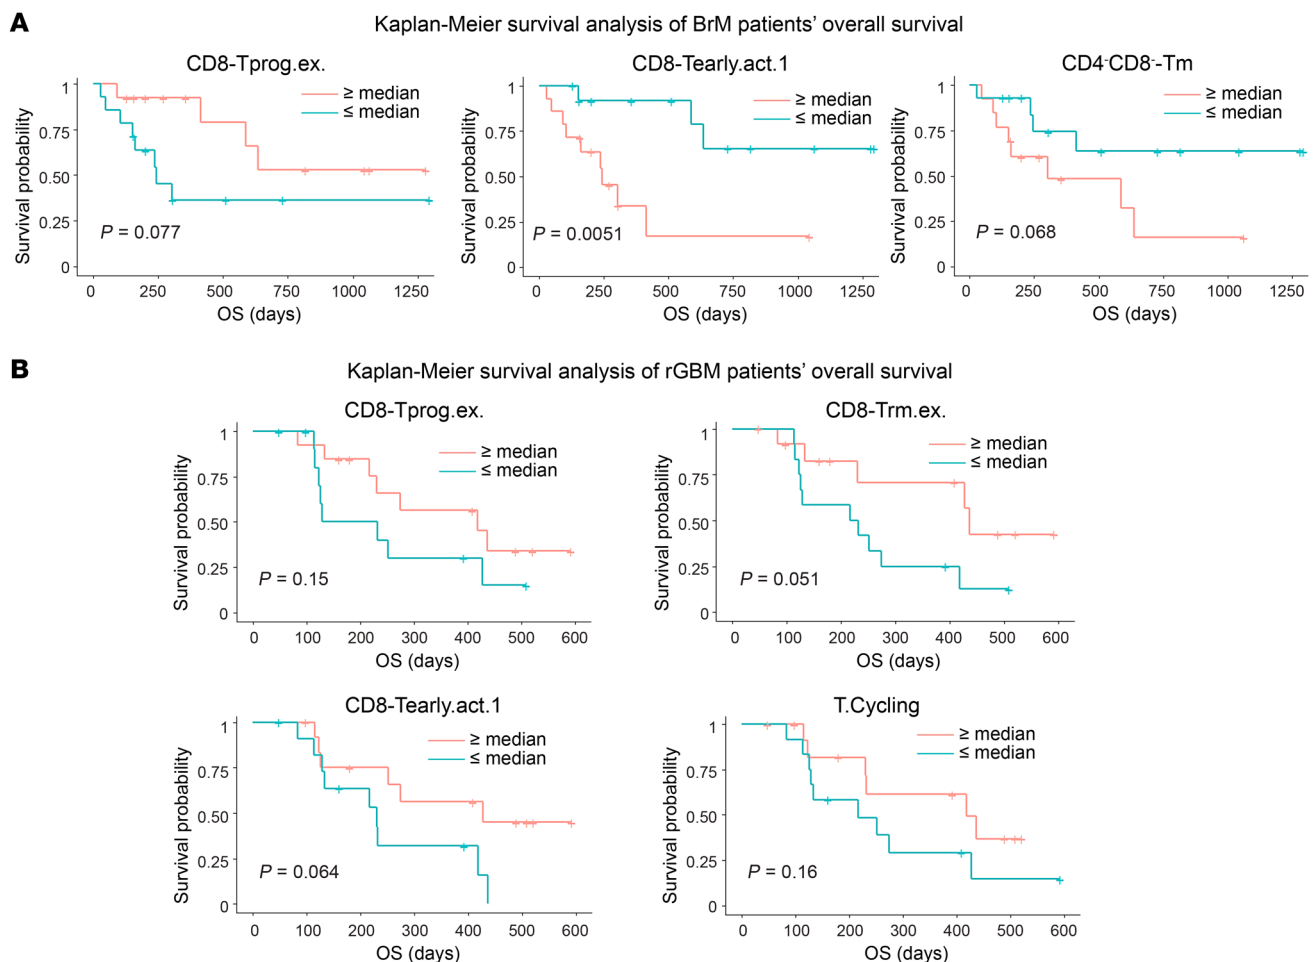 A
Kaplan-Meier survival analysis of BrM patients’ overall survival
CD8-Tprog.ex.
≥ median
≤ median
Survival probability
1
0.75
0.50
0.25
0
P = 0.077
0 250 500 750 1000 1250
OS (days)
CD8-Tearly.act.1
≥ median
≤ median
Survival probability
1
0.75
0.50
0.25
0
P = 0.0051
0 250 500 750 1000 1250
OS (days)
CD4-CD8--Tm
≥ median
≤ median
Survival probability
1
0.75
0.50
0.25
0
P = 0.068
0 250 500 750 1000 1250
OS (days)
B
Kaplan-Meier survival analysis of rGBM patients’ overall survival
CD8-Tprog.ex.
≥ median
≤ median
Survival probability
1
0.75
0.50
0.25
0
P = 0.15
0 100 200 300 400 500 600
OS (days)
CD8-Trm.ex.
≥ median
≤ median
Survival probability
1
0.75
0.50
0.25
0
P = 0.051
0 100 200 300 400 500 600
OS (days)
CD8-Tearly.act.1
≥ median
≤ median
Survival probability
1
0.75
0.50
0.25
0
P = 0.064
0 100 200 300 400 500 600
OS (days)
T.Cycling
≥ median
≤ median
Survival probability
1
0.75
0.50
0.25
0
P = 0.16
0 100 200 300 400 500 600
OS (days)